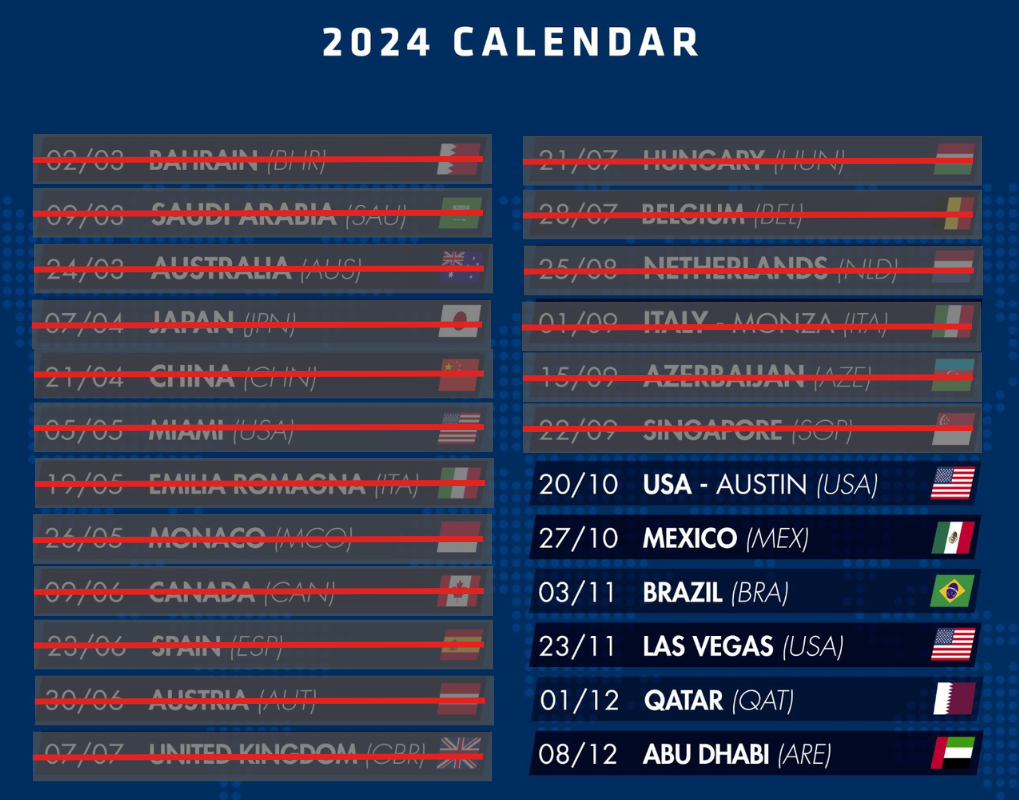 2024 CALENDAR
02/03 BAHRAIN (BHR)
09/03 SAUDI ARABIA (SAU)
24/03 AUSTRALIA (AUS)
07/04 JAPAN (JPN)
21/04 CHINA (CHN)
05/05 MIAMI (USA)
19/05 EMILIA ROMAGNA (ITA)
26/05 MONACO (MCO)
09/06 CANADA (CAN)
23/06 SPAIN (ESP)
30/06 AUSTRIA (AUT)
07/07 UNITED KINGDOM (GBR)
21/07 HUNGARY (HUN)
28/07 BELGIUM (BEL)
25/08 NETHERLANDS (NLD)
01/09 ITALY - MONZA (ITA)
15/09 AZERBAIJAN (AZE)
22/09 SINGAPORE (SGP)
20/10 USA - AUSTIN (USA)
27/10 MEXICO (MEX)
03/11 BRAZIL (BRA)
23/11 LAS VEGAS (USA)
01/12 QATAR (QAT)
08/12 ABU DHABI (ARE)